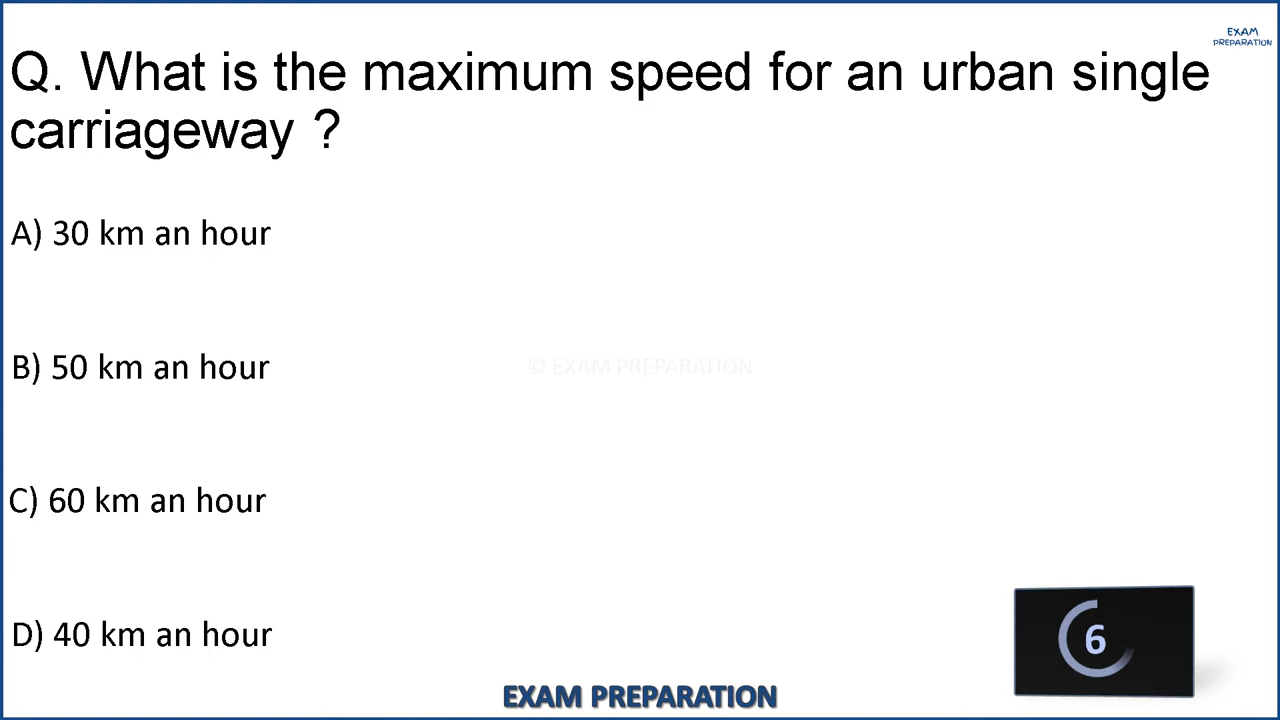 EXAM
PREPARATION
Q. What is the maximum speed for an urban single
carriageway ?
A) 30 km an hour
B) 50 km an hour
© EXAM PREPARATION
C) 60 km an hour
D) 40 km an hour
6
EXAM PREPARATION